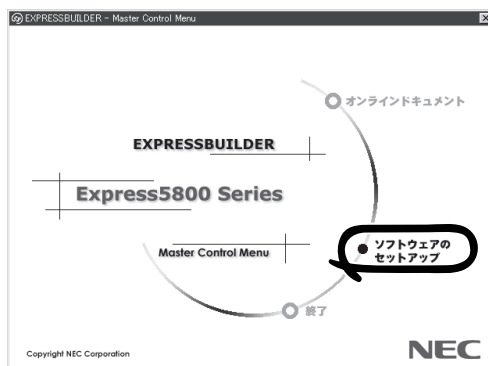 EXPRESSBUILDER - Master Control Menu
オンラインドキュメント
EXPRESSBUILDER
Express5800 Series
ソフトウェアの
セットアップ
Master Control Menu
終了
Copyright NEC Corporation
NEC